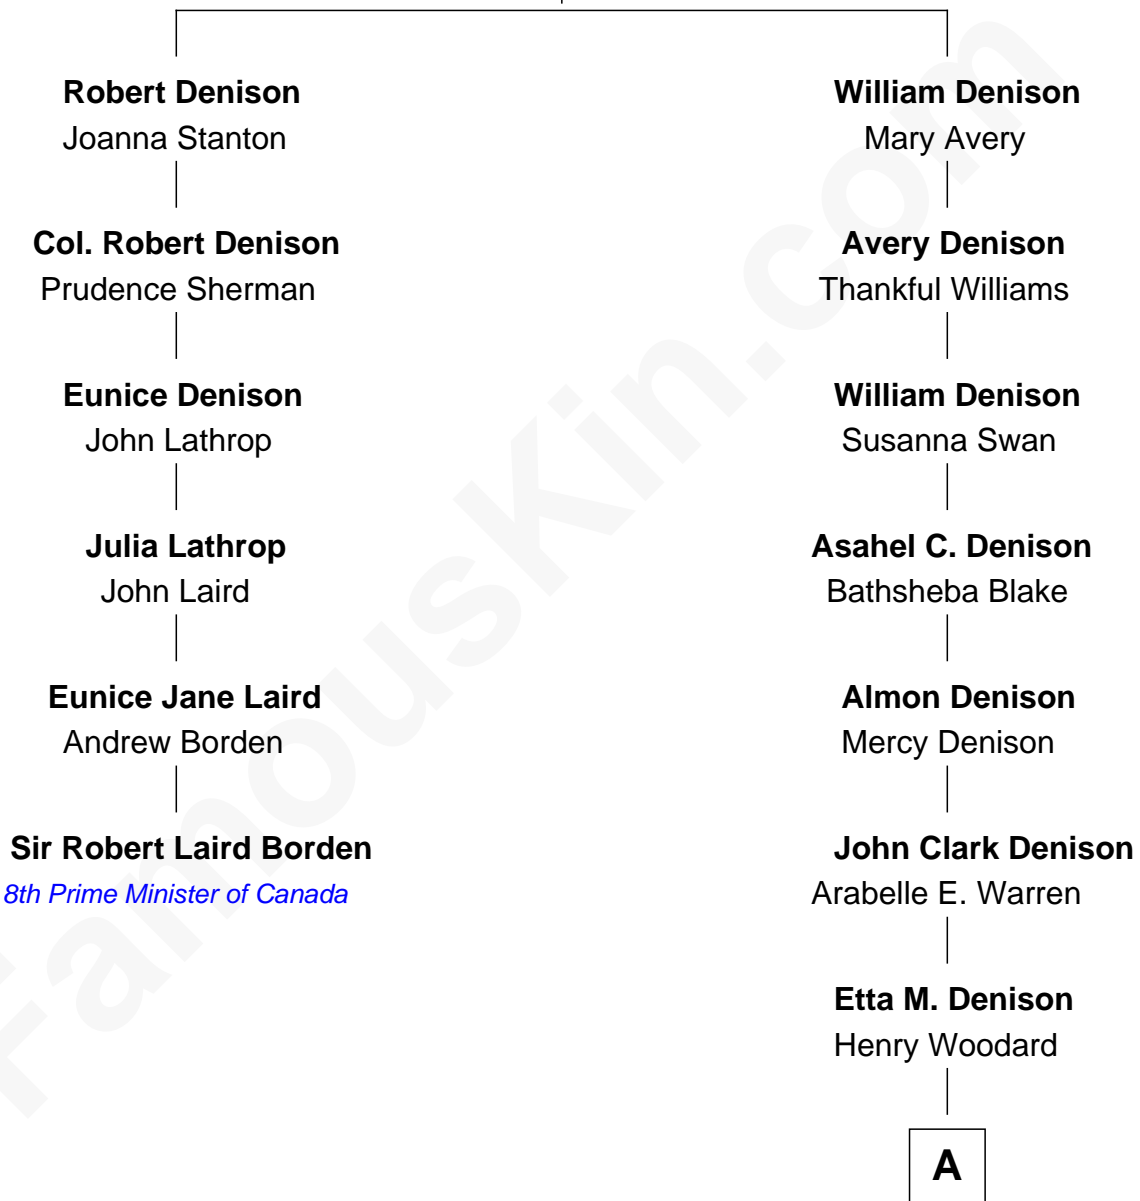 Robert Denison
Joanna Stanton
Col. Robert Denison
Prudence Sherman
Eunice Denison
John Lathrop
Julia Lathrop
John Laird
Eunice Jane Laird
Andrew Borden
Sir Robert Laird Borden
8th Prime Minister of Canada
William Denison
Mary Avery
Avery Denison
Thankful Williams
William Denison
Susanna Swan
Asahel C. Denison
Bathsheba Blake
Almon Denison
Mercy Denison
John Clark Denison
Arabelle E. Warren
Etta M. Denison
Henry Woodard
A
FamousKin.com